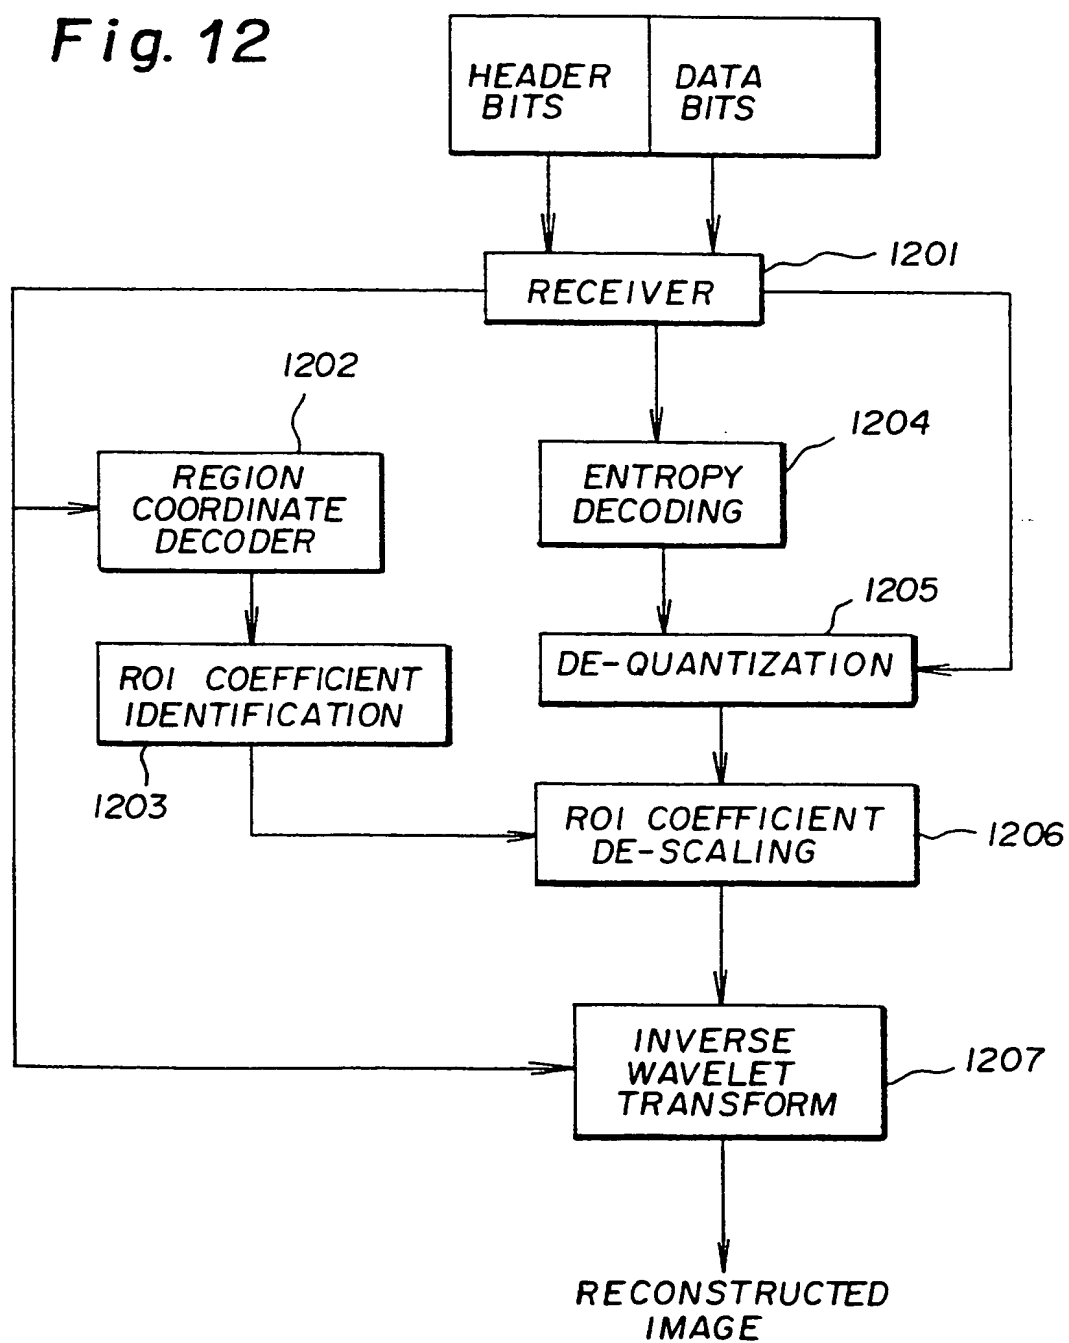 Fig. 12
HEADER
BITS
DATA
BITS
1201
RECEIVER
1202
REGION
COORDINATE
DECODER
1204
ENTROPY
DECODING
1205
DE-QUANTIZATION
ROI COEFFICIENT
IDENTIFICATION
1203
ROI COEFFICIENT
DE-SCALING
1206
INVERSE
WAVELET
TRANSFORM
1207
RECONSTRUCTED
IMAGE